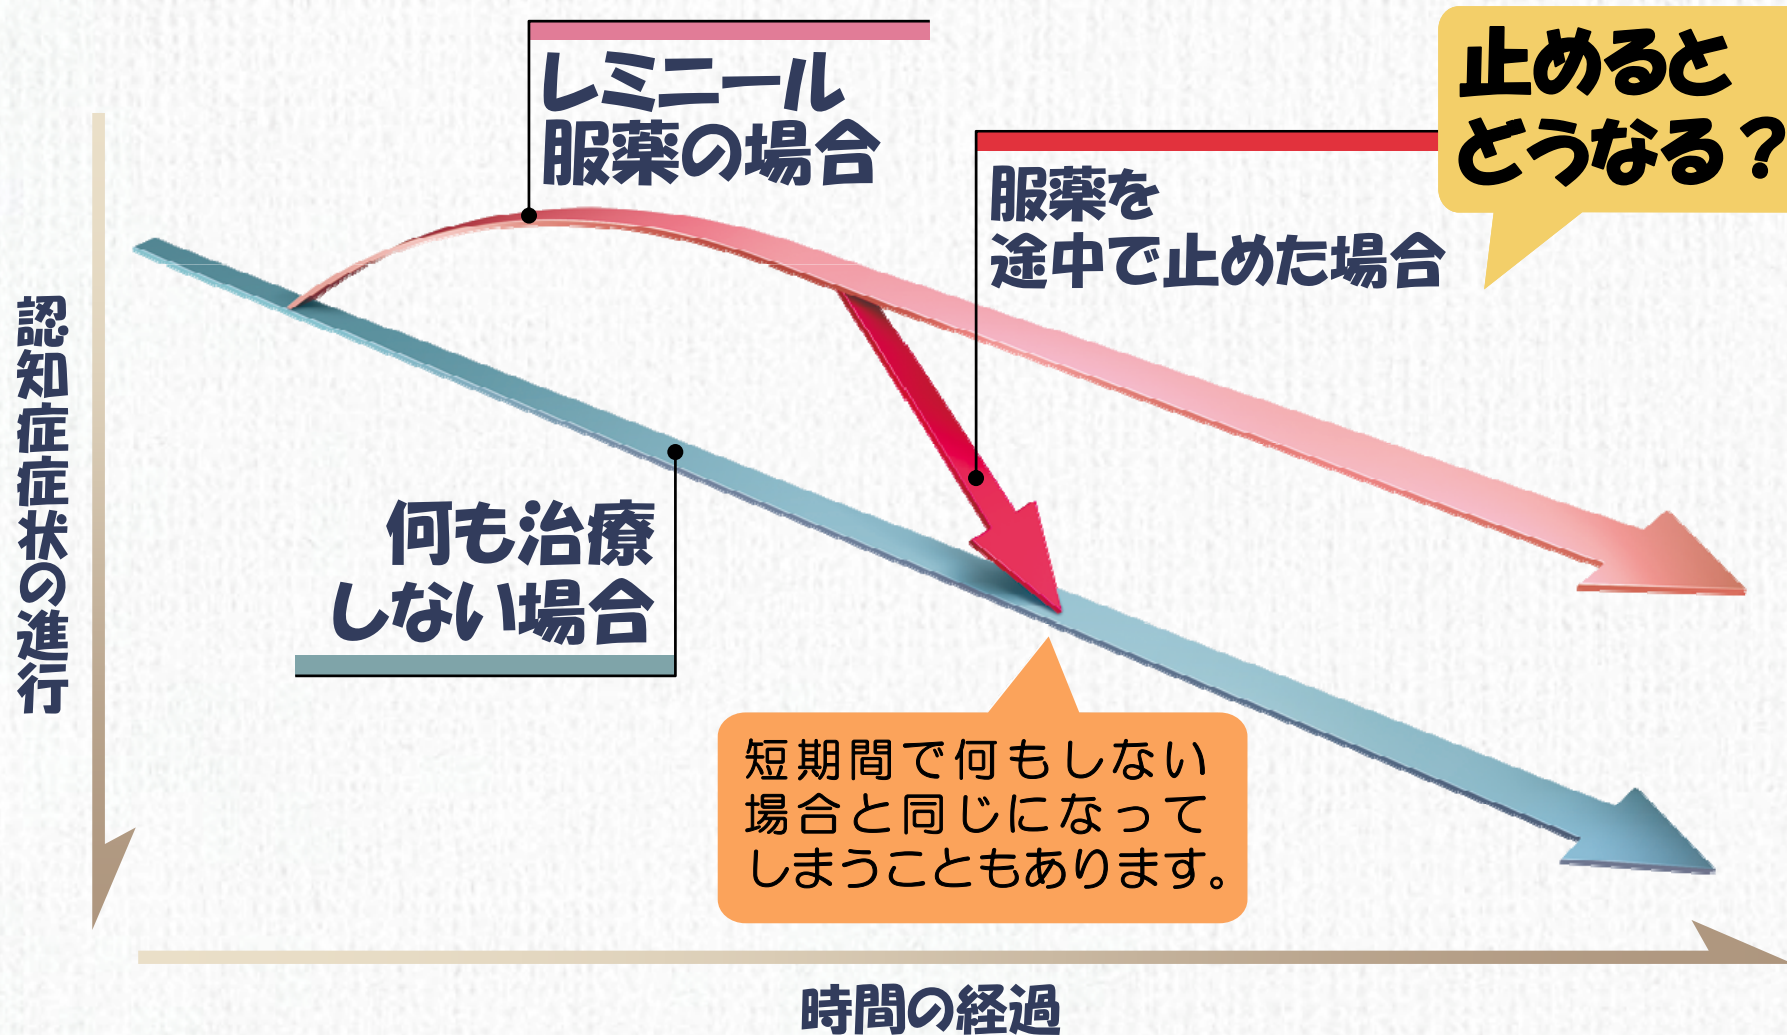 レミニール
服薬の場合
止めると
どうなる？
服薬を
途中で止めた場合
認知症症状の進行
何も治療
しない場合
短期間で何もしない
場合と同じになって
しまうこともあります。
時間の経過